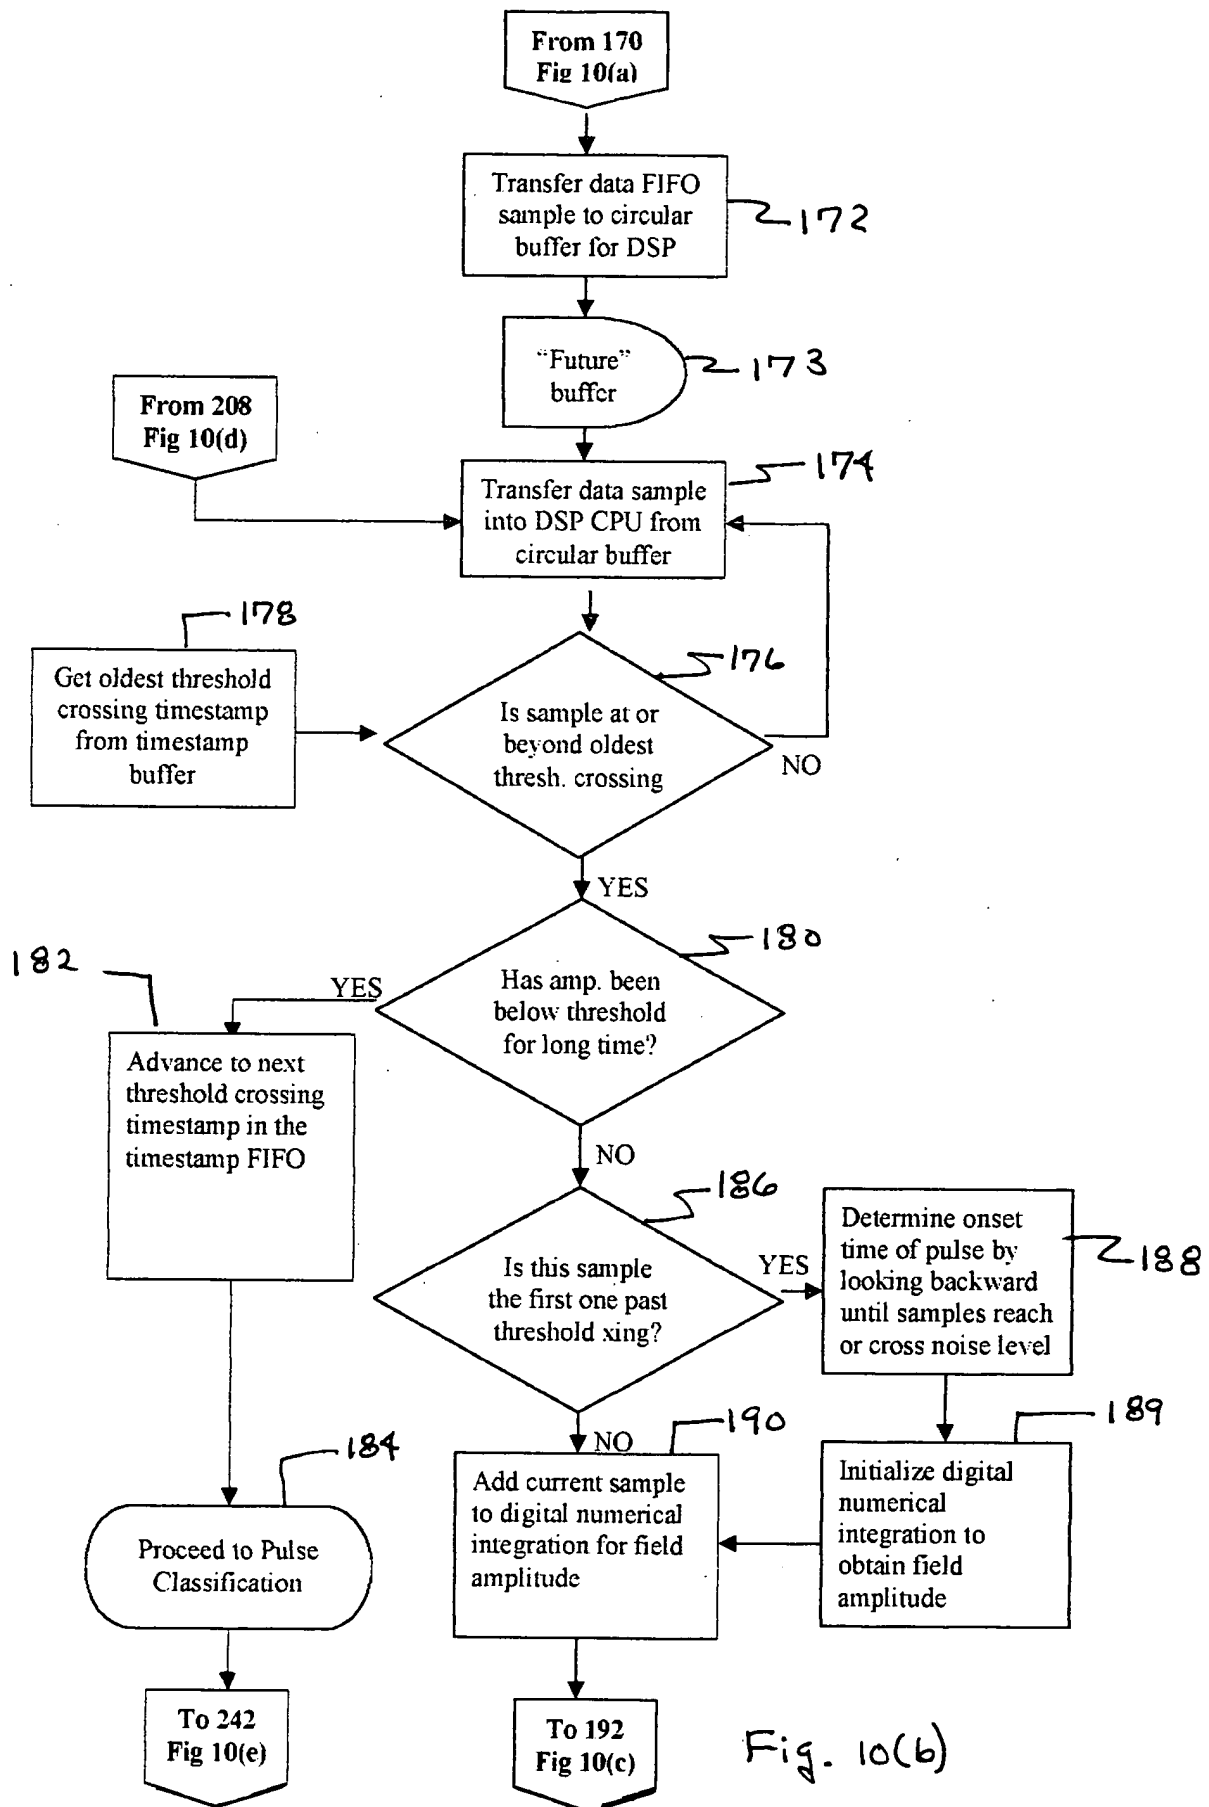 From 170
Fig 10(a)
Transfer data FIFO
sample to circular
buffer for DSP
172
"Future"
buffer
173
From 208
Fig 10(d)
Transfer data sample
into DSP CPU from
circular buffer
174
178
Get oldest threshold
crossing timestamp
from timestamp
buffer
176
Is sample at or
beyond oldest
thresh. crossing
NO
YES
180
182
YES
Has amp. been
below threshold
for long time?
Advance to next
threshold crossing
timestamp in the
timestamp FIFO
NO
186
Is this sample
the first one past
threshold xing?
YES
Determine onset
time of pulse by
looking backward
until samples reach
or cross noise level
188
184
NO
190
189
Proceed to Pulse
Classification
Add current sample
to digital numerical
integration for field
amplitude
Initialize digital
numerical
integration to
obtain field
amplitude
To 242
Fig 10(e)
To 192
Fig 10(c)
Fig. 10(b)